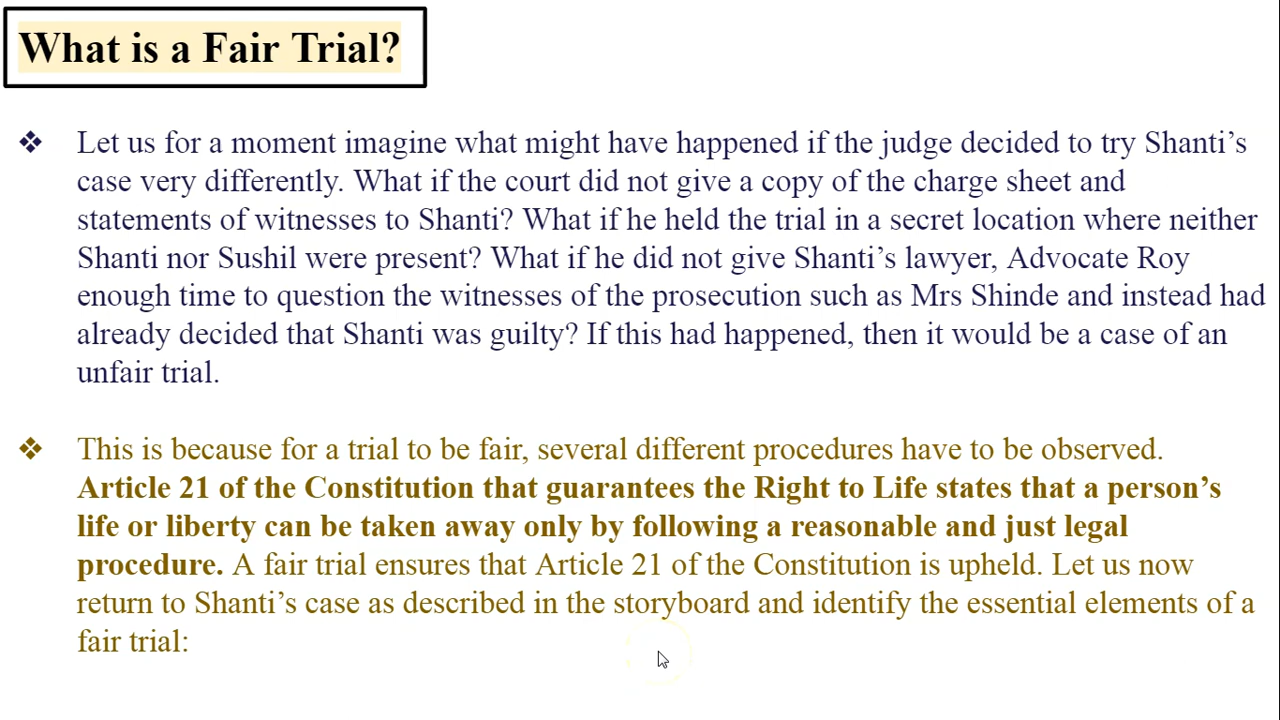 What is a Fair Trial?
❖ Let us for a moment imagine what might have happened if the judge decided to try Shanti’s
case very differently. What if the court did not give a copy of the charge sheet and
statements of witnesses to Shanti? What if he held the trial in a secret location where neither
Shanti nor Sushil were present? What if he did not give Shanti’s lawyer, Advocate Roy
enough time to question the witnesses of the prosecution such as Mrs Shinde and instead had
already decided that Shanti was guilty? If this had happened, then it would be a case of an
unfair trial.
❖ This is because for a trial to be fair, several different procedures have to be observed.
Article 21 of the Constitution that guarantees the Right to Life states that a person’s
life or liberty can be taken away only by following a reasonable and just legal
procedure. A fair trial ensures that Article 21 of the Constitution is upheld. Let us now
return to Shanti’s case as described in the storyboard and identify the essential elements of a
fair trial: